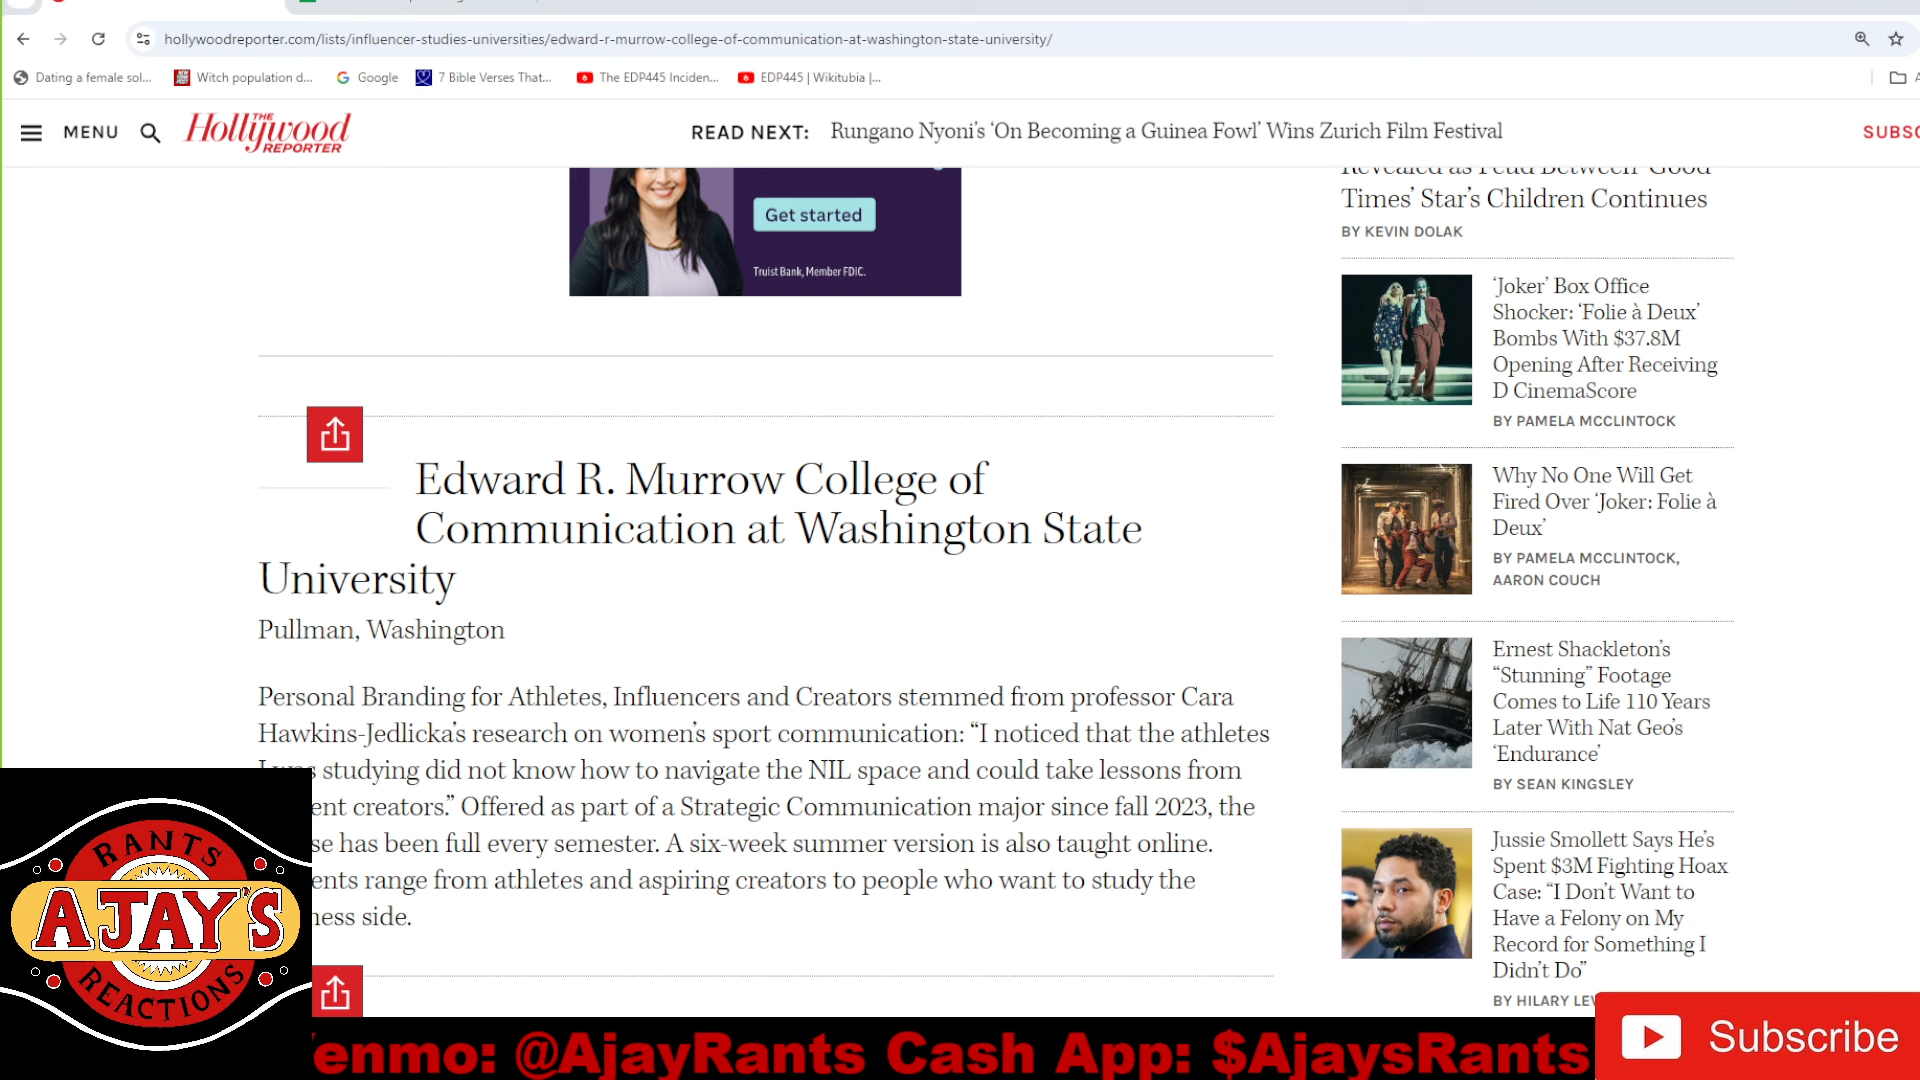 hollywoodreporter.com/lists/influencer-studies-universities/edward-r-murrow-college-of-communication-at-washington-state-university/
Dating a female sol...
Witch population d...
Google
7 Bible Verses That...
The EDP445 Inciden...
EDP445 | Wikitubia |...
MENU
THE
Hollywood
REPORTER
READ NEXT: Rungano Nyoni's ‘On Becoming a Guinea Fowl’ Wins Zurich Film Festival
SUBSC
Get started
Truist Bank, Member FDIC.
Edward R. Murrow College of
Communication at Washington State
University
Pullman, Washington
Personal Branding for Athletes, Influencers and Creators stemmed from professor Cara
Hawkins-Jedlicka’s research on women’s sport communication: “I noticed that the athletes
studying did not know how to navigate the NIL space and could take lessons from
ent creators.” Offered as part of a Strategic Communication major since fall 2023, the
se has been full every semester. A six-week summer version is also taught online.
ents range from athletes and aspiring creators to people who want to study the
ness side.
Revealed as Feud Between ‘Good
Times’ Star’s Children Continues
BY KEVIN DOLAK
‘Joker’ Box Office
Shocker: ‘Folie à Deux’
Bombs With $37.8M
Opening After Receiving
D CinemaScore
BY PAMELA MCCLINTOCK
Why No One Will Get
Fired Over ‘Joker: Folie à
Deux’
BY PAMELA MCCLINTOCK,
AARON COUCH
Ernest Shackleton’s
“Stunning” Footage
Comes to Life 110 Years
Later With Nat Geo’s
‘Endurance’
BY SEAN KINGSLEY
Jussie Smollett Says He’s
Spent $3M Fighting Hoax
Case: “I Don’t Want to
Have a Felony on My
Record for Something I
Didn’t Do”
BY HILARY LE
RANTS
AJAY'S
REACTIONS
enmo: @AjayRants Cash App: $AjaysRants
Subscribe